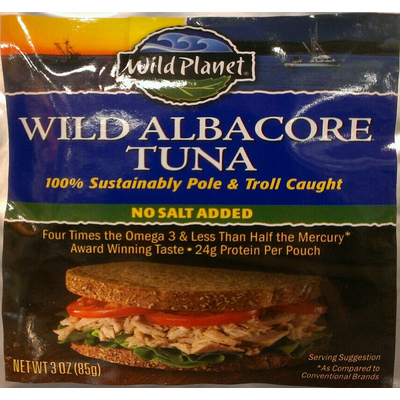 Wild Planet
WILD ALBACORE
TUNA
100% Sustainably Pole & Troll Caught
NO SALT ADDED
Four Times the Omega 3 & Less Than Half the Mercury*
Award Winning Taste • 24g Protein Per Pouch
NET WT 3 OZ (85g)
Serving Suggestion
*As Compared to
Conventional Brands